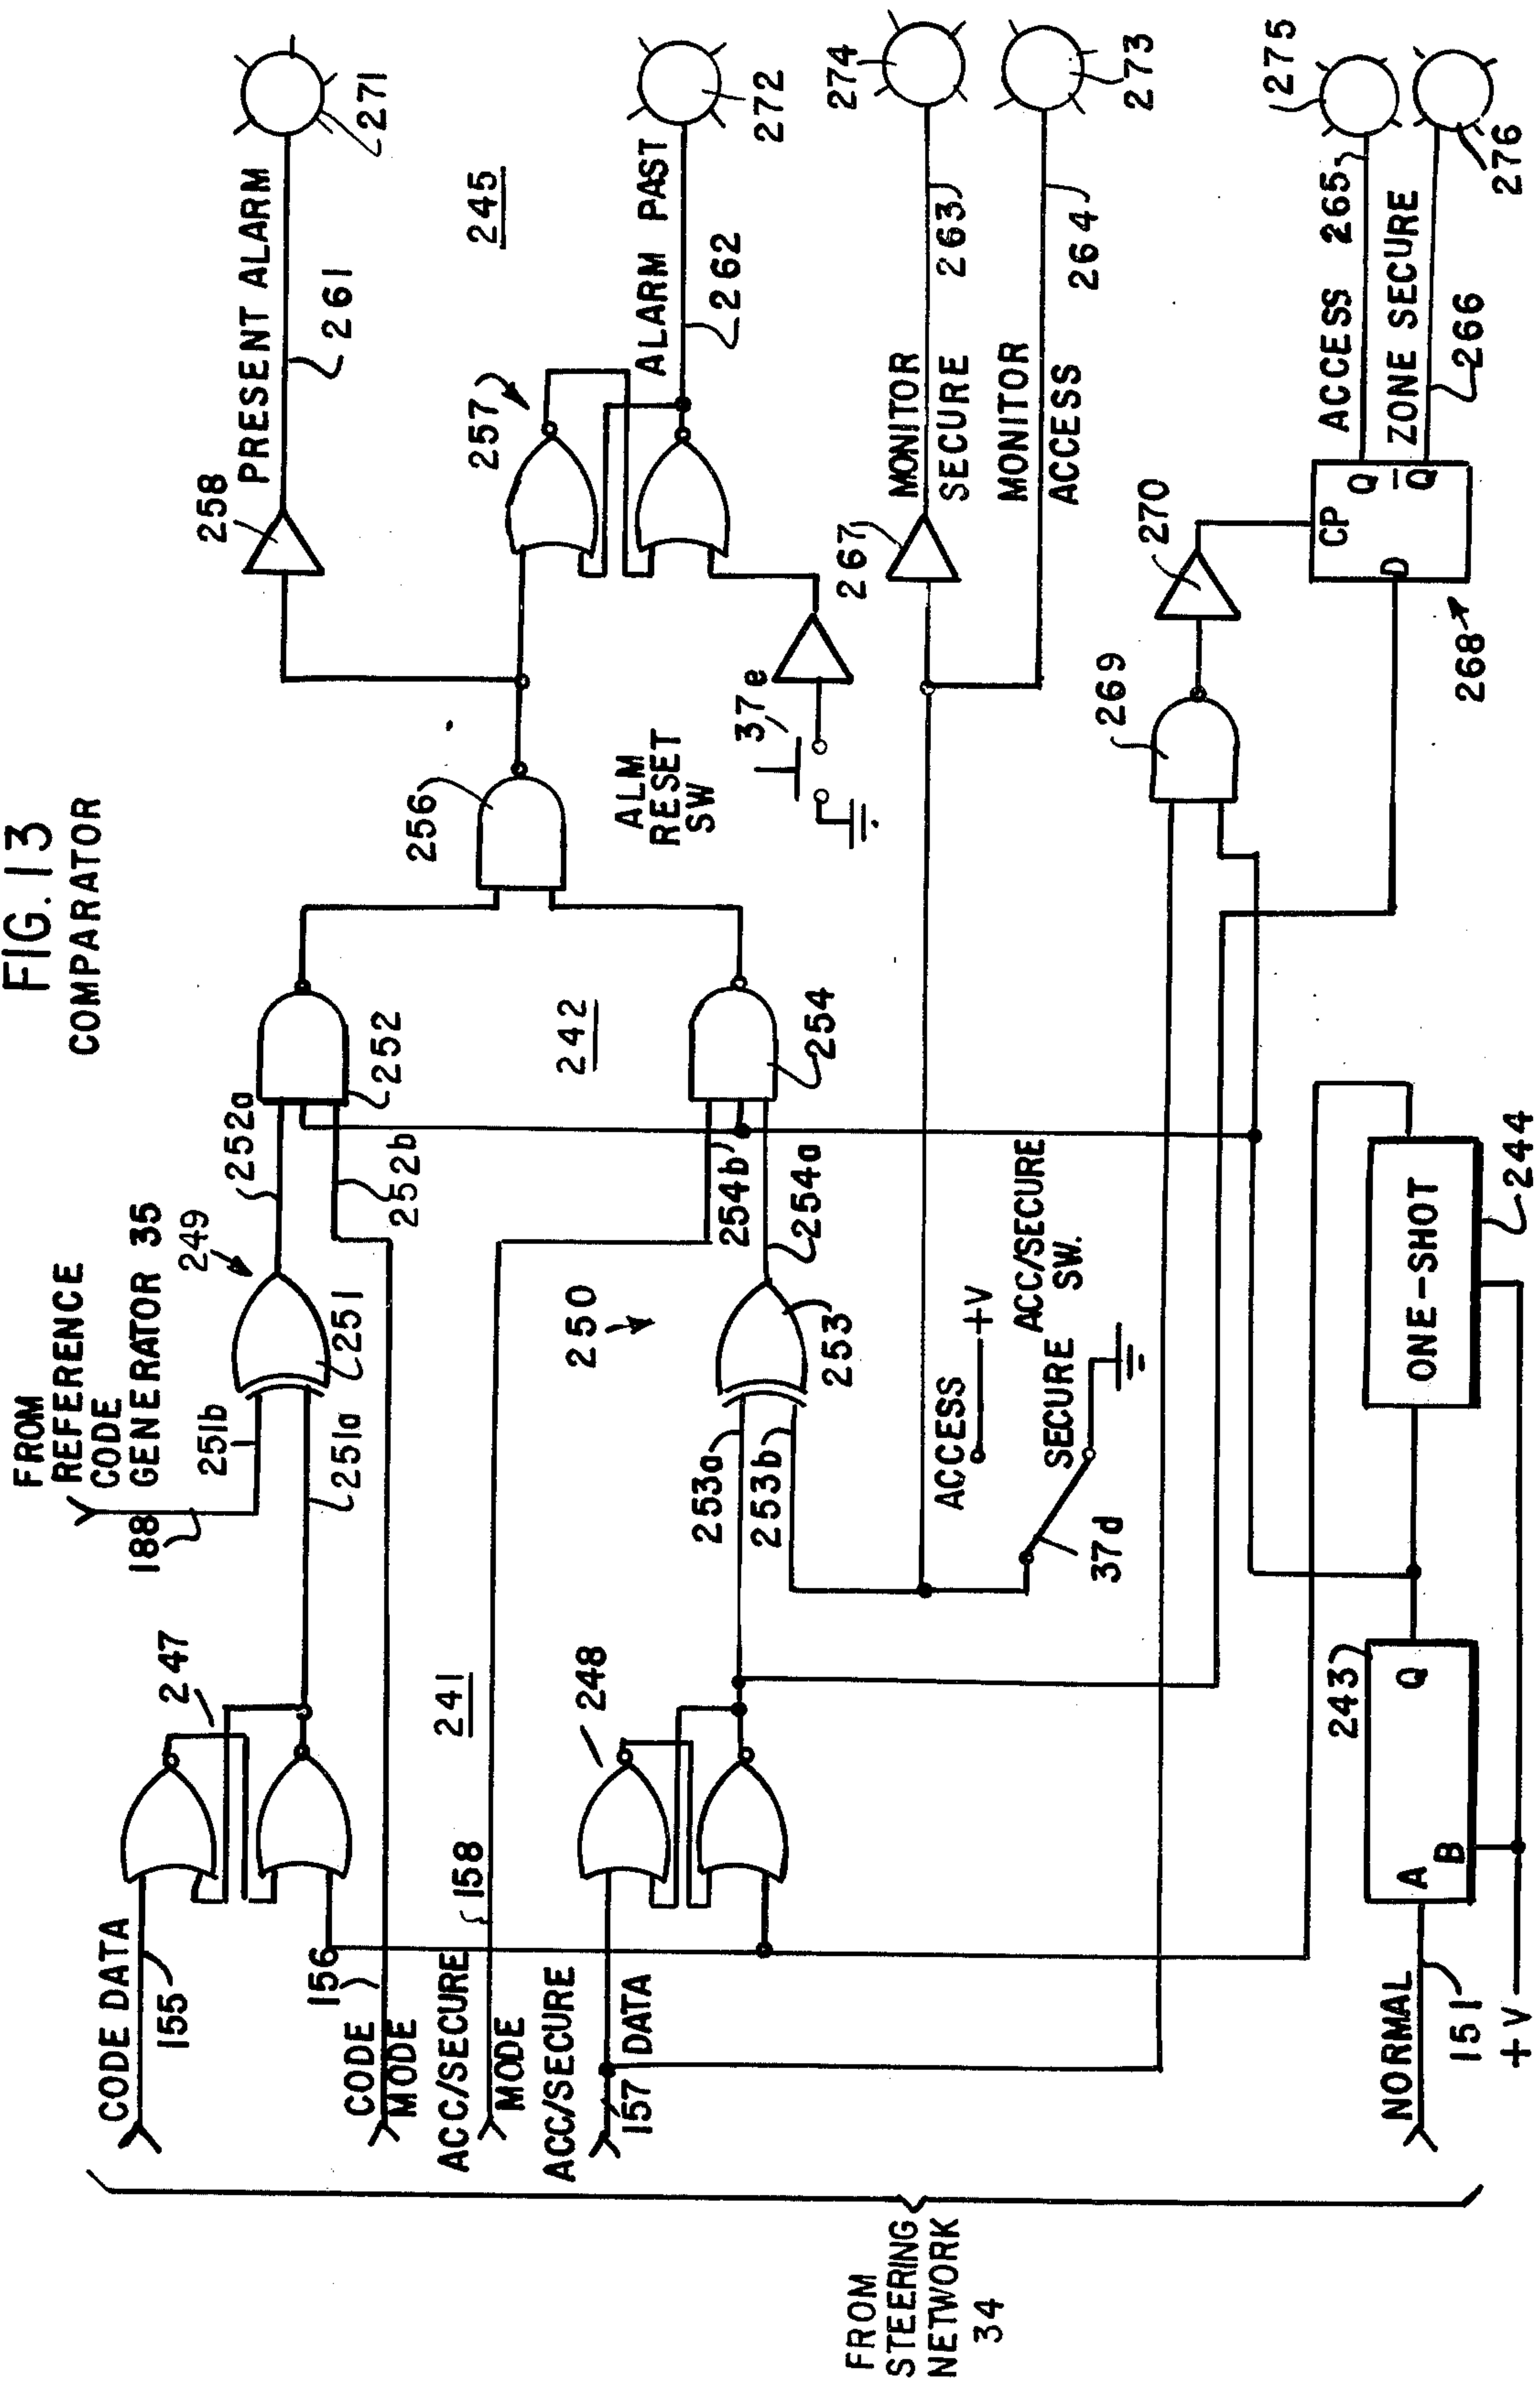 FIG. 13
COMPARATOR
FROM
REFERENCE
CODE
GENERATOR 35
188
251b
251a
249
251
252a
252b
252
CODE DATA
155
247
156
CODE
MODE
241
158
ACC/SECURE
MODE
ACC/SECURE
157 DATA
248
250
253a
253b
253
254b
254a
254
242
256
258
PRESENT ALARM
261
271
245
257
ALARM PAST
262
272
ALM
RESET
SW
37e
ACCESS
+V
SECURE
ACC/SECURE
SW.
37d
267
MONITOR
SECURE
263
274
MONITOR
ACCESS
264
273
269
270
CP
D
Q
Q̅
268
ACCESS 265
275
ZONE SECURE
266
276
NORMAL
151
+V
243
A
B
Q
ONE-SHOT
244
FROM
STEERING
NETWORK
34